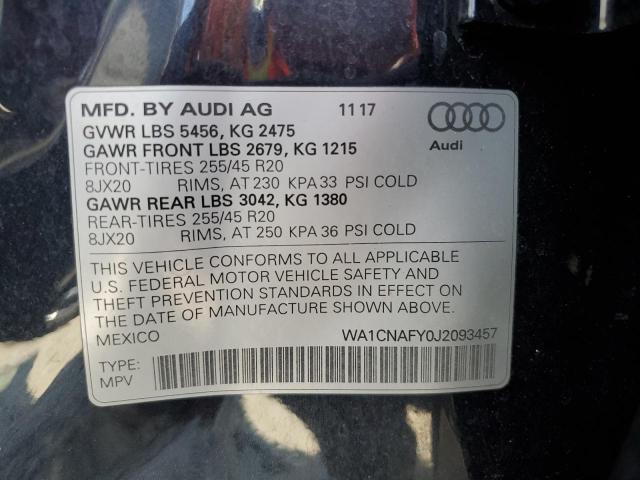 MFD. BY AUDI AG 11 17
GVWR LBS 5456, KG 2475
GAWR FRONT LBS 2679, KG 1215
FRONT-TIRES 255/45 R20
8JX20 RIMS, AT 230 KPA 33 PSI COLD
GAWR REAR LBS 3042, KG 1380
REAR-TIRES 255/45 R20
8JX20 RIMS, AT 250 KPA 36 PSI COLD
Audi
THIS VEHICLE CONFORMS TO ALL APPLICABLE
U.S. FEDERAL MOTOR VEHICLE SAFETY AND
THEFT PREVENTION STANDARDS IN EFFECT ON
THE DATE OF MANUFACTURE SHOWN ABOVE.
MEXICO WA1CNAFY0J2093457
TYPE:
MPV